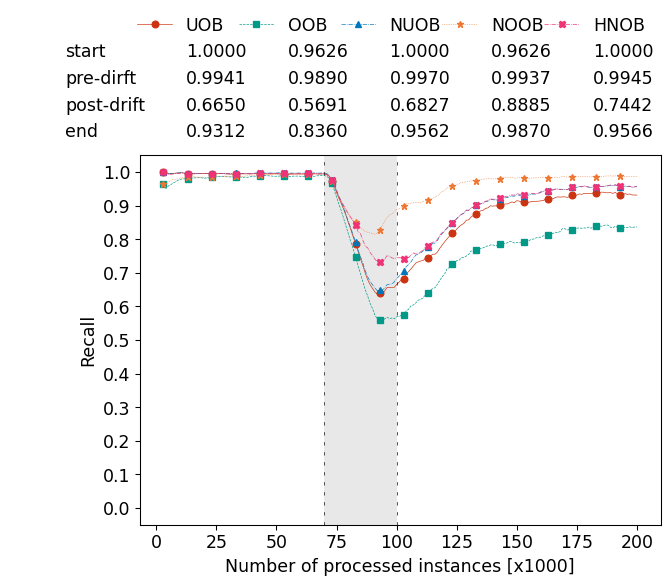 UOB OOB NUOB NOOB HNOB
start 1.0000 0.9626 1.0000 0.9626 1.0000
pre-dirft 0.9941 0.9890 0.9970 0.9937 0.9945
post-drift 0.6650 0.5691 0.6827 0.8885 0.7442
end 0.9312 0.8360 0.9562 0.9870 0.9566
1.0
0.9
0.8
0.7
0.6
0.5
0.4
0.3
0.2
0.1
0.0
Recall
0 25 50 75 100 125 150 175 200
Number of processed instances [x1000]